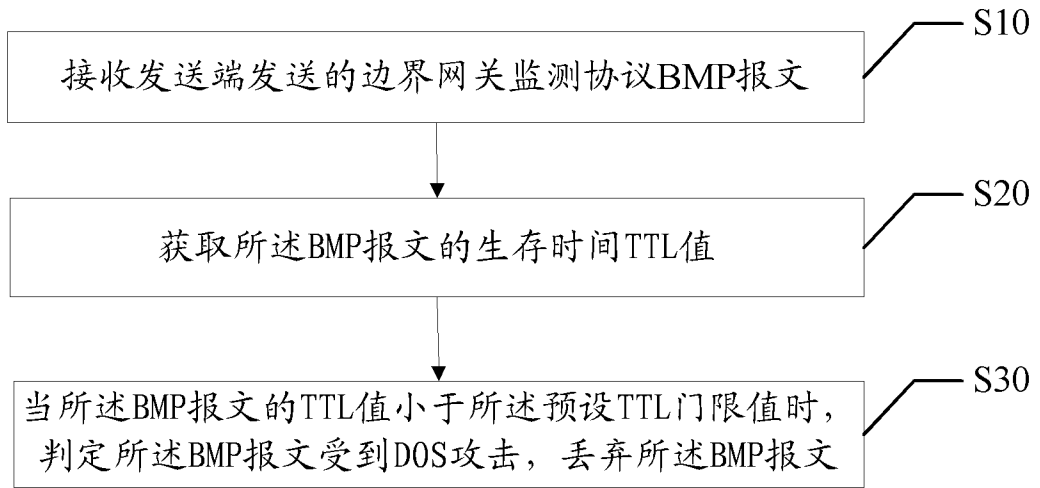 S10
接收发送端发送的边界网关监测协议BMP报文
S20
获取所述BMP报文的生存时间TTL值
S30
当所述BMP报文的TTL值小于所述预设TTL门限值时，
判定所述BMP报文受到DOS攻击，丢弃所述BMP报文